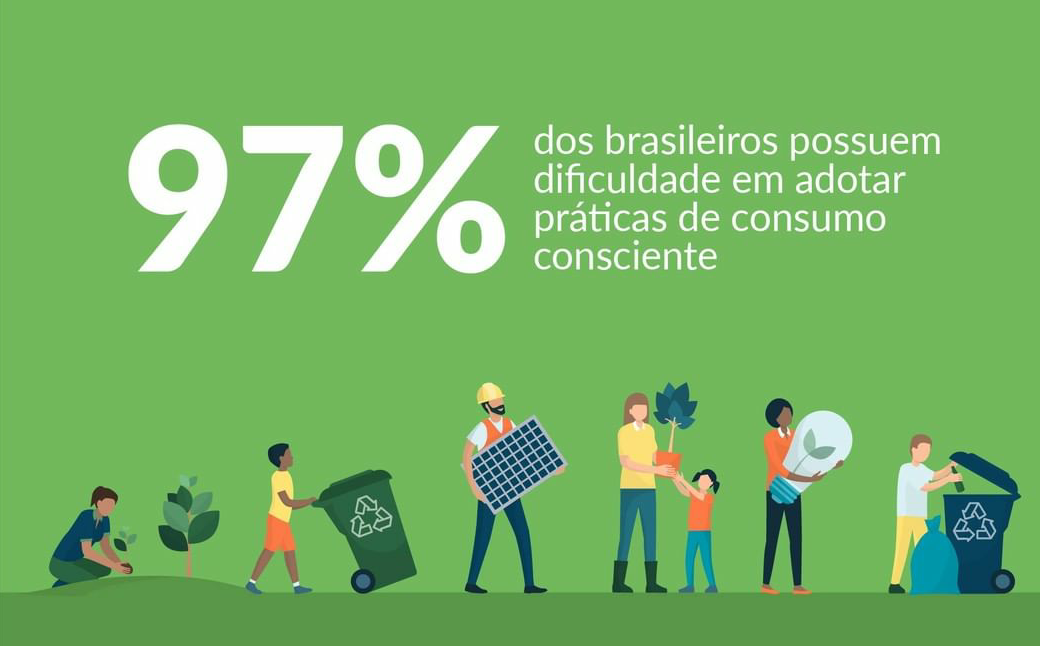 97%
dos brasileiros possuem
dificuldade em adotar
práticas de consumo
consciente